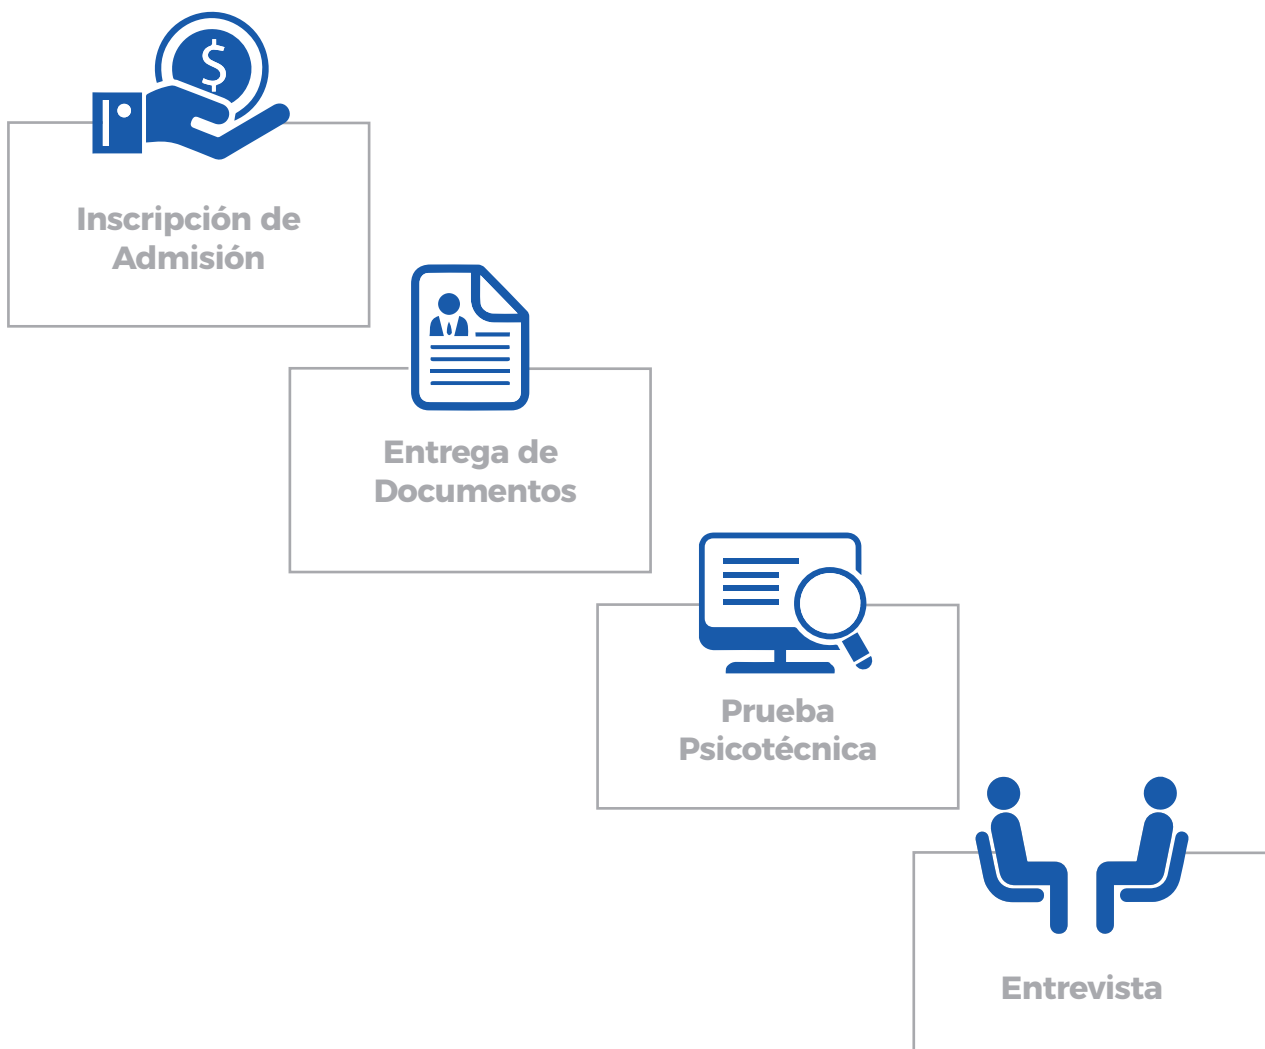 $
Inscripción de
Admisión
Entrega de
Documentos
Prueba
Psicotécnica
Entrevista